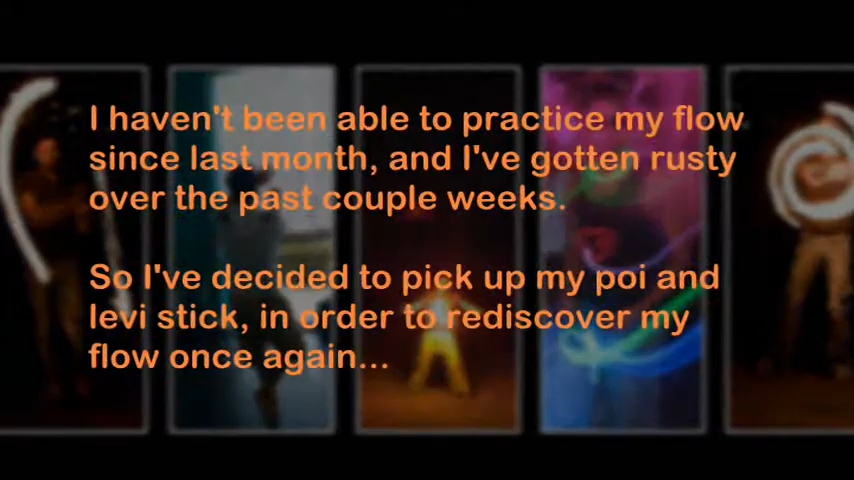 I haven't been able to practice my flow
since last month, and I've gotten rusty
over the past couple weeks.
So I've decided to pick up my poi and
levi stick, in order to rediscover my
flow once again...